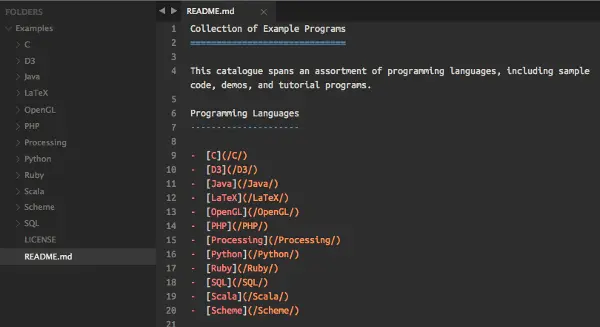 FOLDERS
Examples
C
D3
Java
LaTeX
OpenGL
PHP
Processing
Python
Ruby
Scala
Scheme
SQL
LICENSE
README.md
README.md ×
1 Collection of Example Programs
2 ==============================
3
4 This catalogue spans an assortment of programming languages, including sample
code, demos, and tutorial programs.
5
6 Programming Languages
7 ---------------------
8
9 - [C](/C/)
10 - [D3](/D3/)
11 - [Java](/Java/)
12 - [LaTeX](/LaTeX/)
13 - [OpenGL](/OpenGL/)
14 - [PHP](/PHP/)
15 - [Processing](/Processing/)
16 - [Python](/Python/)
17 - [Ruby](/Ruby/)
18 - [SQL](/SQL/)
19 - [Scala](/Scala/)
20 - [Scheme](/Scheme/)
21